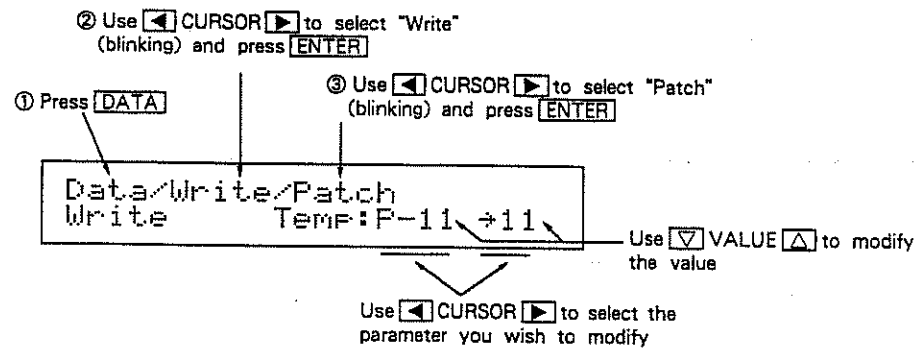 ② Use ◀ CURSOR ▶ to select "Write"
(blinking) and press ENTER
③ Use ◀ CURSOR ▶ to select "Patch"
(blinking) and press ENTER
① Press DATA
Data/Write/Patch
Write Temp:P-11 →11
Use ▽ VALUE △ to modify
the value
Use ◀ CURSOR ▶ to select the
parameter you wish to modify